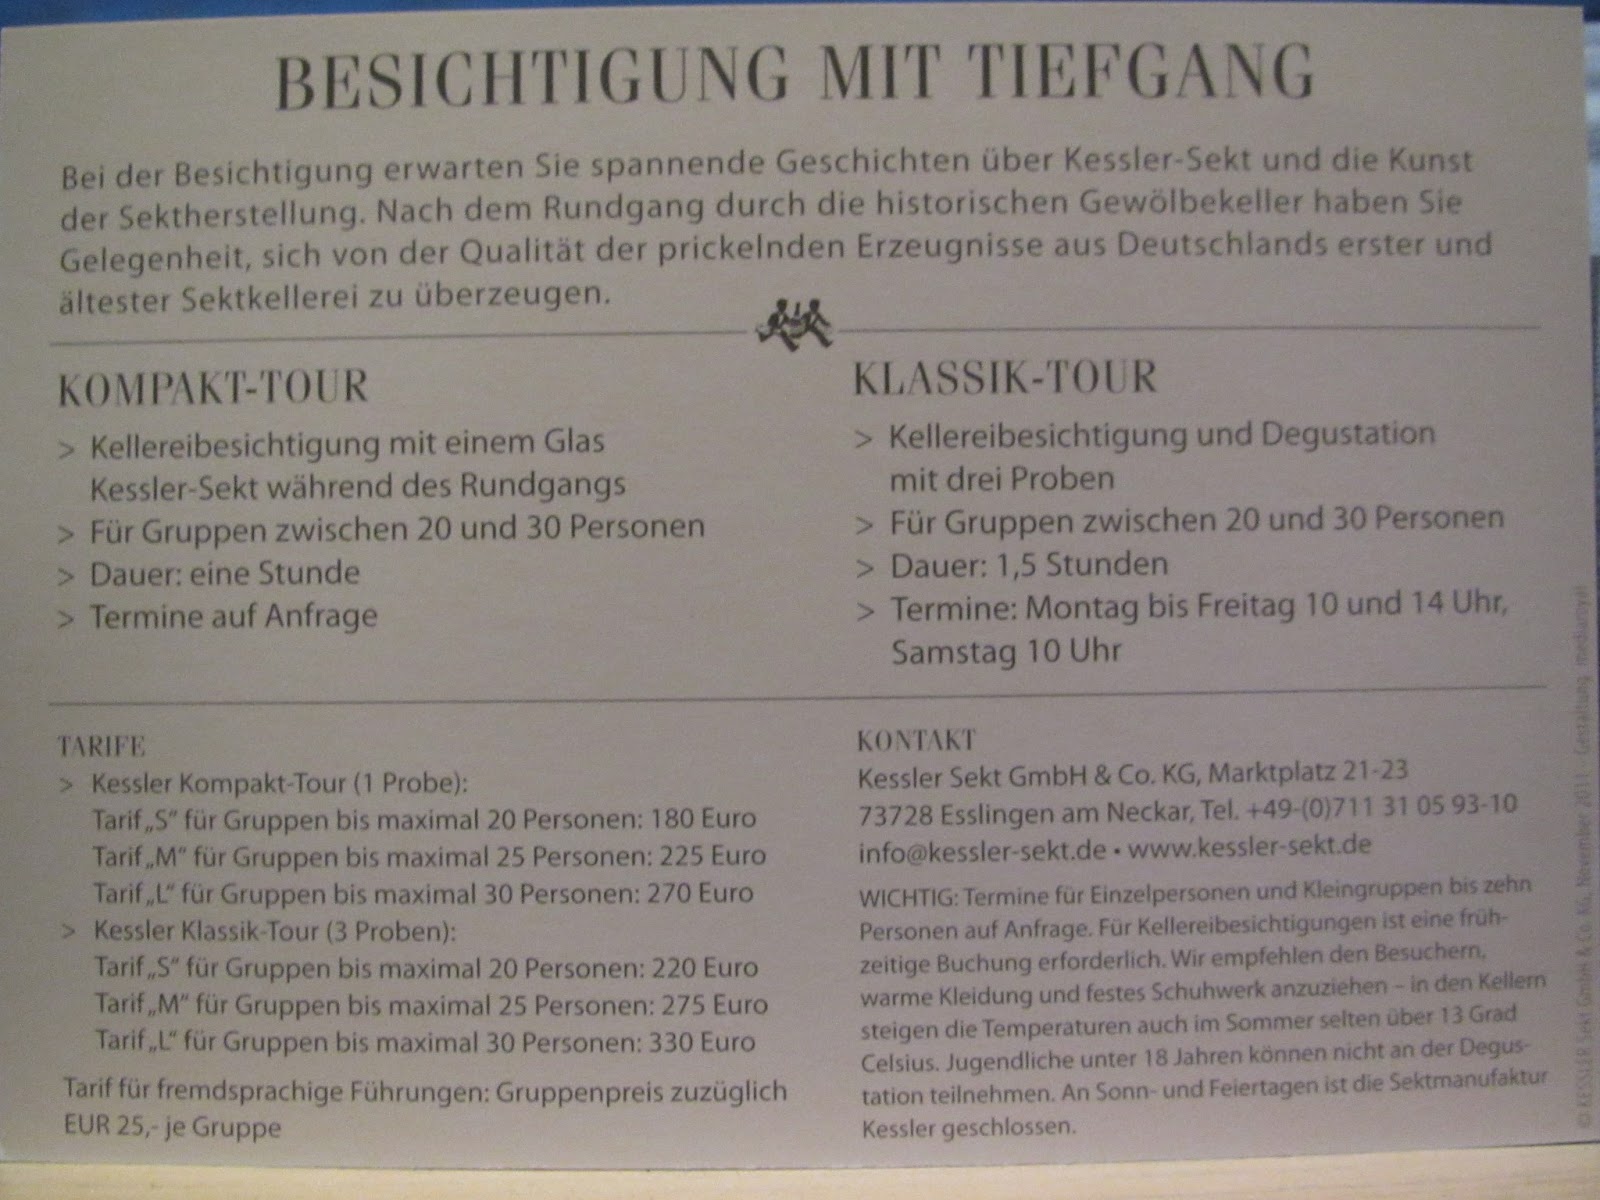 BESICHTIGUNG MIT TIEFGANG
Bei der Besichtigung erwarten Sie spannende Geschichten über Kessler-Sekt und die Kunst
der Sektherstellung. Nach dem Rundgang durch die historischen Gewölbekeller haben Sie
Gelegenheit, sich von der Qualität der prickelnden Erzeugnisse aus Deutschlands erster und
ältester Sektkellerei zu überzeugen.
KOMPAKT-TOUR
> Kellereibesichtigung mit einem Glas
Kessler-Sekt während des Rundgangs
> Für Gruppen zwischen 20 und 30 Personen
> Dauer: eine Stunde
> Termine auf Anfrage
KLASSIK-TOUR
> Kellereibesichtigung und Degustation
mit drei Proben
> Für Gruppen zwischen 20 und 30 Personen
> Dauer: 1,5 Stunden
> Termine: Montag bis Freitag 10 und 14 Uhr,
Samstag 10 Uhr
TARIFE
> Kessler Kompakt-Tour (1 Probe):
Tarif „S“ für Gruppen bis maximal 20 Personen: 180 Euro
Tarif „M“ für Gruppen bis maximal 25 Personen: 225 Euro
Tarif „L“ für Gruppen bis maximal 30 Personen: 270 Euro
> Kessler Klassik-Tour (3 Proben):
Tarif „S“ für Gruppen bis maximal 20 Personen: 220 Euro
Tarif „M“ für Gruppen bis maximal 25 Personen: 275 Euro
Tarif „L“ für Gruppen bis maximal 30 Personen: 330 Euro
Tarif für fremdsprachige Führungen: Gruppenpreis zuzüglich
EUR 25,- je Gruppe
KONTAKT
Kessler Sekt GmbH & Co. KG, Marktplatz 21-23
73728 Esslingen am Neckar, Tel. +49-(0)711 31 05 93-10
info@kessler-sekt.de • www.kessler-sekt.de
WICHTIG: Termine für Einzelpersonen und Kleingruppen bis zehn
Personen auf Anfrage. Für Kellereibesichtigungen ist eine früh-
zeitige Buchung erforderlich. Wir empfehlen den Besuchern,
warme Kleidung und festes Schuhwerk anzuziehen – in den Kellern
steigen die Temperaturen auch im Sommer selten über 13 Grad
Celsius. Jugendliche unter 18 Jahren können nicht an der Degus-
tation teilnehmen. An Sonn- und Feiertagen ist die Sektmanufaktur
Kessler geschlossen.
© KESSLER Sekt GmbH & Co. KG, November 2011 - Gestaltung mediaroyal